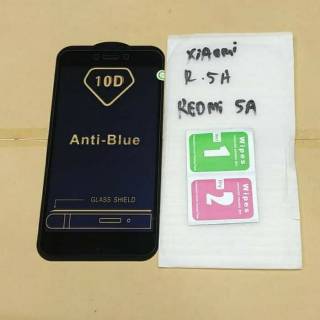 10D
Anti-Blue
GLASS SHIELD
XiAomi
R.5A
REDMI 5A
1
Wipes
2
Wipes